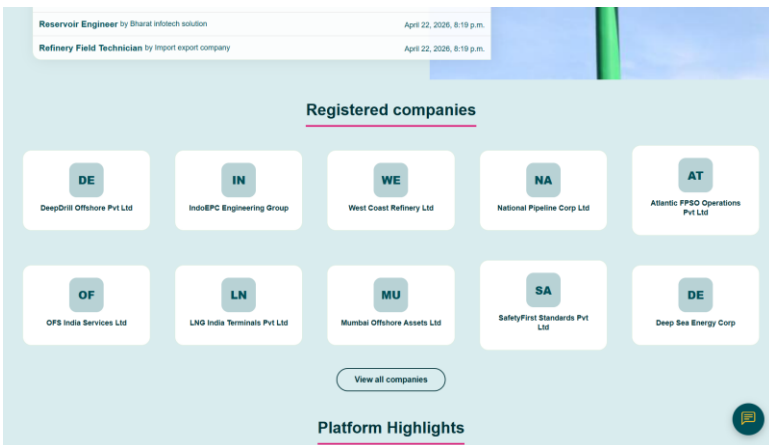 Reservoir Engineer by Bharat infotech solution April 22, 2026, 8:19 p.m.
Refinery Field Technician by Import export company April 22, 2026, 8:19 p.m.
Registered companies
DE
DeepDrill Offshore Pvt Ltd
IN
IndoEPC Engineering Group
WE
West Coast Refinery Ltd
NA
National Pipeline Corp Ltd
AT
Atlantic FPSO Operations
Pvt Ltd
OF
OFS India Services Ltd
LN
LNG India Terminals Pvt Ltd
MU
Mumbai Offshore Assets Ltd
SA
SafetyFirst Standards Pvt
Ltd
DE
Deep Sea Energy Corp
View all companies
Platform Highlights